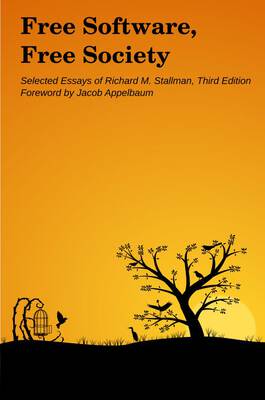 Free Software,
Free Society
Selected Essays of Richard M. Stallman, Third Edition
Foreword by Jacob Appelbaum